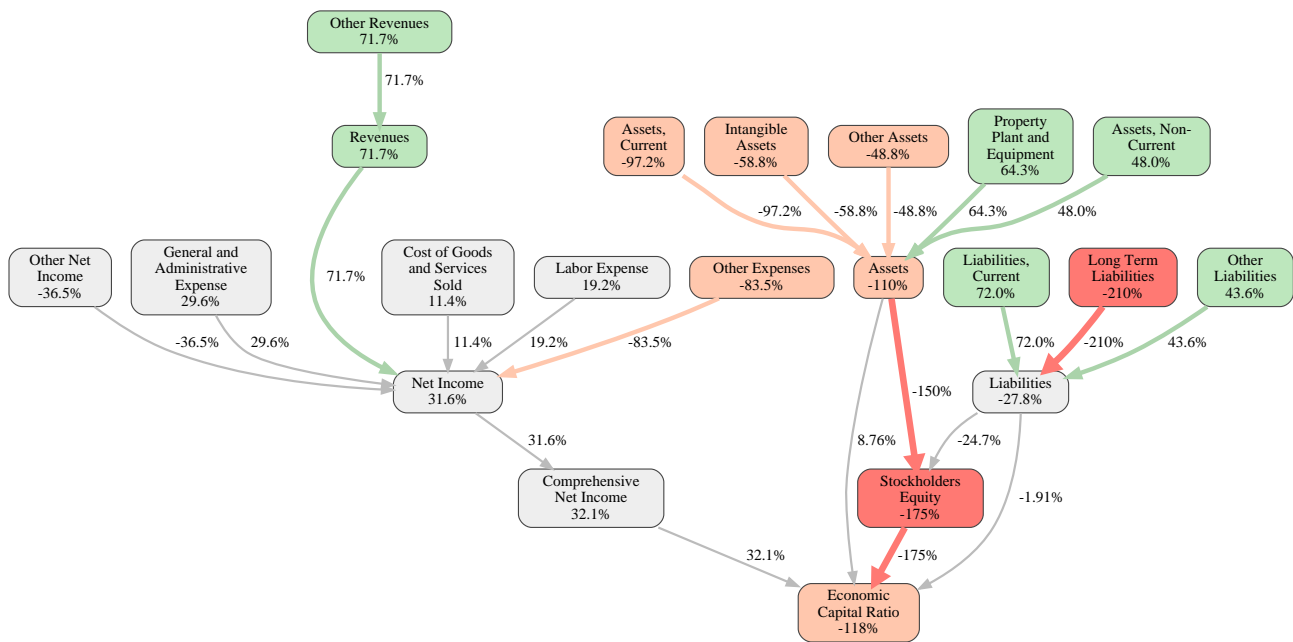 Other Revenues
71.7%
71.7%
Revenues
71.7%
Assets,
Current
-97.2%
Intangible
Assets
-58.8%
Other Assets
-48.8%
Property
Plant and
Equipment
64.3%
Assets, Non-
Current
48.0%
-97.2%
-58.8%
-48.8%
64.3%
48.0%
Other Net
Income
-36.5%
General and
Administrative
Expense
29.6%
71.7%
Cost of Goods
and Services
Sold
11.4%
Labor Expense
19.2%
Other Expenses
-83.5%
Assets
-110%
Liabilities,
Current
72.0%
Long Term
Liabilities
-210%
Other
Liabilities
43.6%
-36.5%
29.6%
11.4%
19.2%
-83.5%
72.0%
-210%
43.6%
Net Income
31.6%
-150%
Liabilities
-27.8%
31.6%
8.76%
-24.7%
Comprehensive
Net Income
32.1%
Stockholders
Equity
-175%
-1.91%
32.1%
-175%
Economic
Capital Ratio
-118%